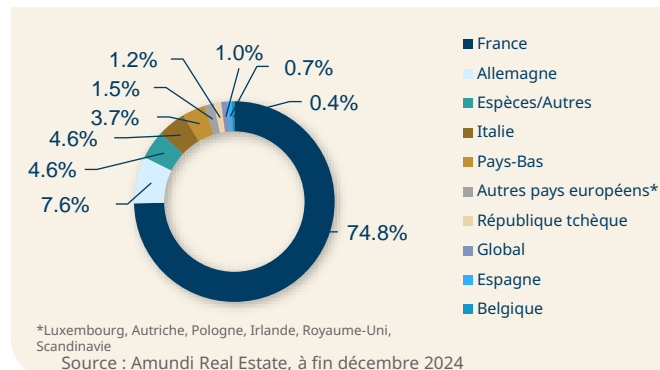 1.2%
1.0%
0.7%
1.5%
0.4%
3.7%
4.6%
4.6%
7.6%
74.8%
France
Allemagne
Espèces/Autres
Italie
Pays-Bas
Autres pays européens*
République tchèque
Global
Espagne
Belgique
*Luxembourg, Autriche, Pologne, Irlande, Royaume-Uni,
Scandinavie
Source : Amundi Real Estate, à fin décembre 2024